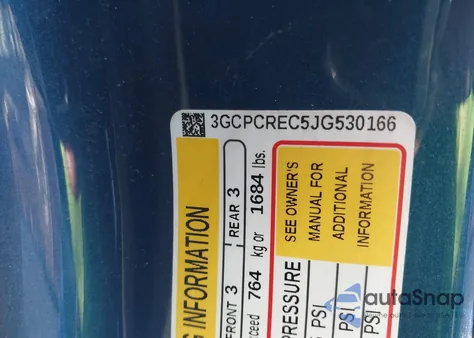 3GCPCREC5JG530166
G INFORMATION
FRONT 3 | REAR 3
xceed 764 kg or 1684 lbs.
PRESSURE
SEE OWNER'S
MANUAL FOR
ADDITIONAL
INFORMATION
PSI
PSI
PSI
autoSnap